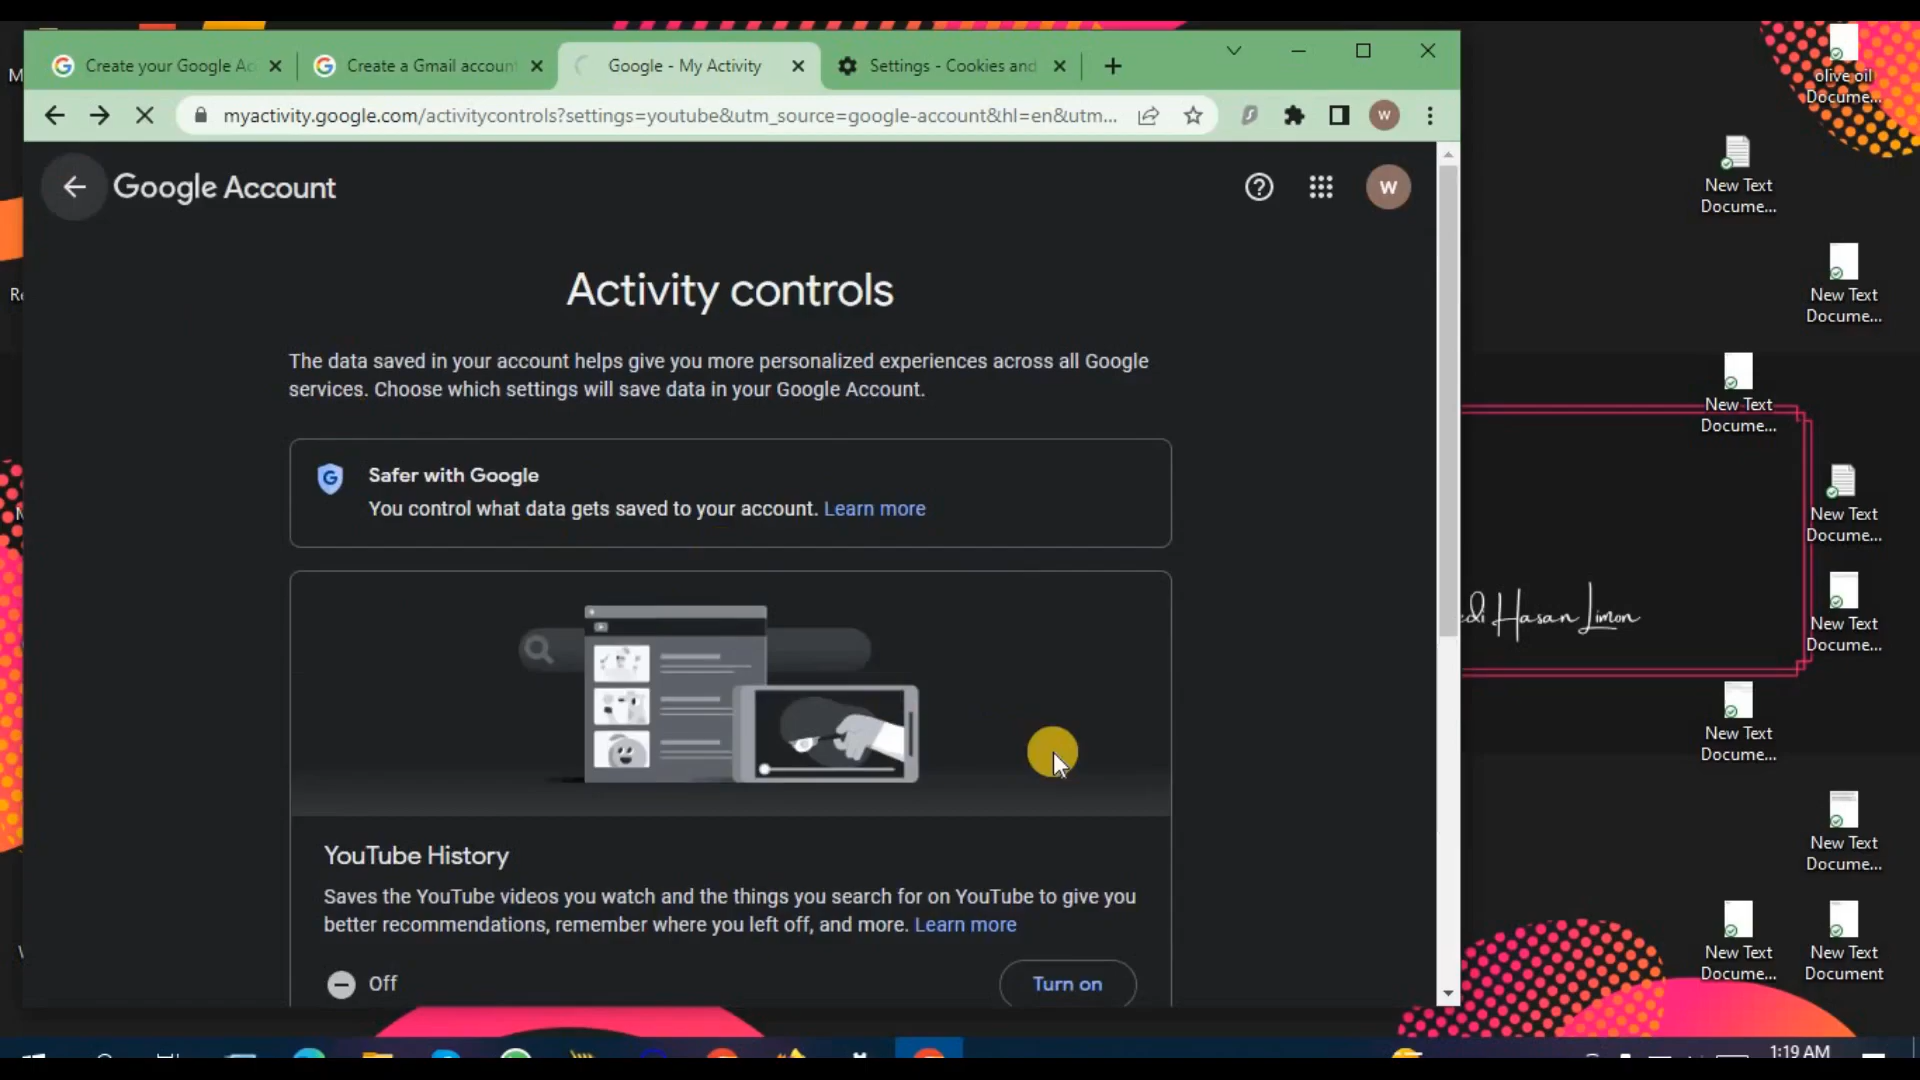 Create your Google Ac
Create a Gmail accoun
Google - My Activity
Settings - Cookies and
myactivity.google.com/activitycontrols?settings=youtube&utm_source=google-account&hl=en&utm...
W
Google Account
W
Activity controls
The data saved in your account helps give you more personalized experiences across all Google
services. Choose which settings will save data in your Google Account.
G
Safer with Google
You control what data gets saved to your account. Learn more
YouTube History
Saves the YouTube videos you watch and the things you search for on YouTube to give you
better recommendations, remember where you left off, and more. Learn more
Off
Turn on
olive oil
Docume...
New Text
Docume...
New Text
Docume...
New Text
Docume...
New Text
Docume...
edi Hasan Limon
New Text
Docume...
New Text
Docume...
New Text
Docume...
New Text
Docume...
New Text
Document
1:19 AM